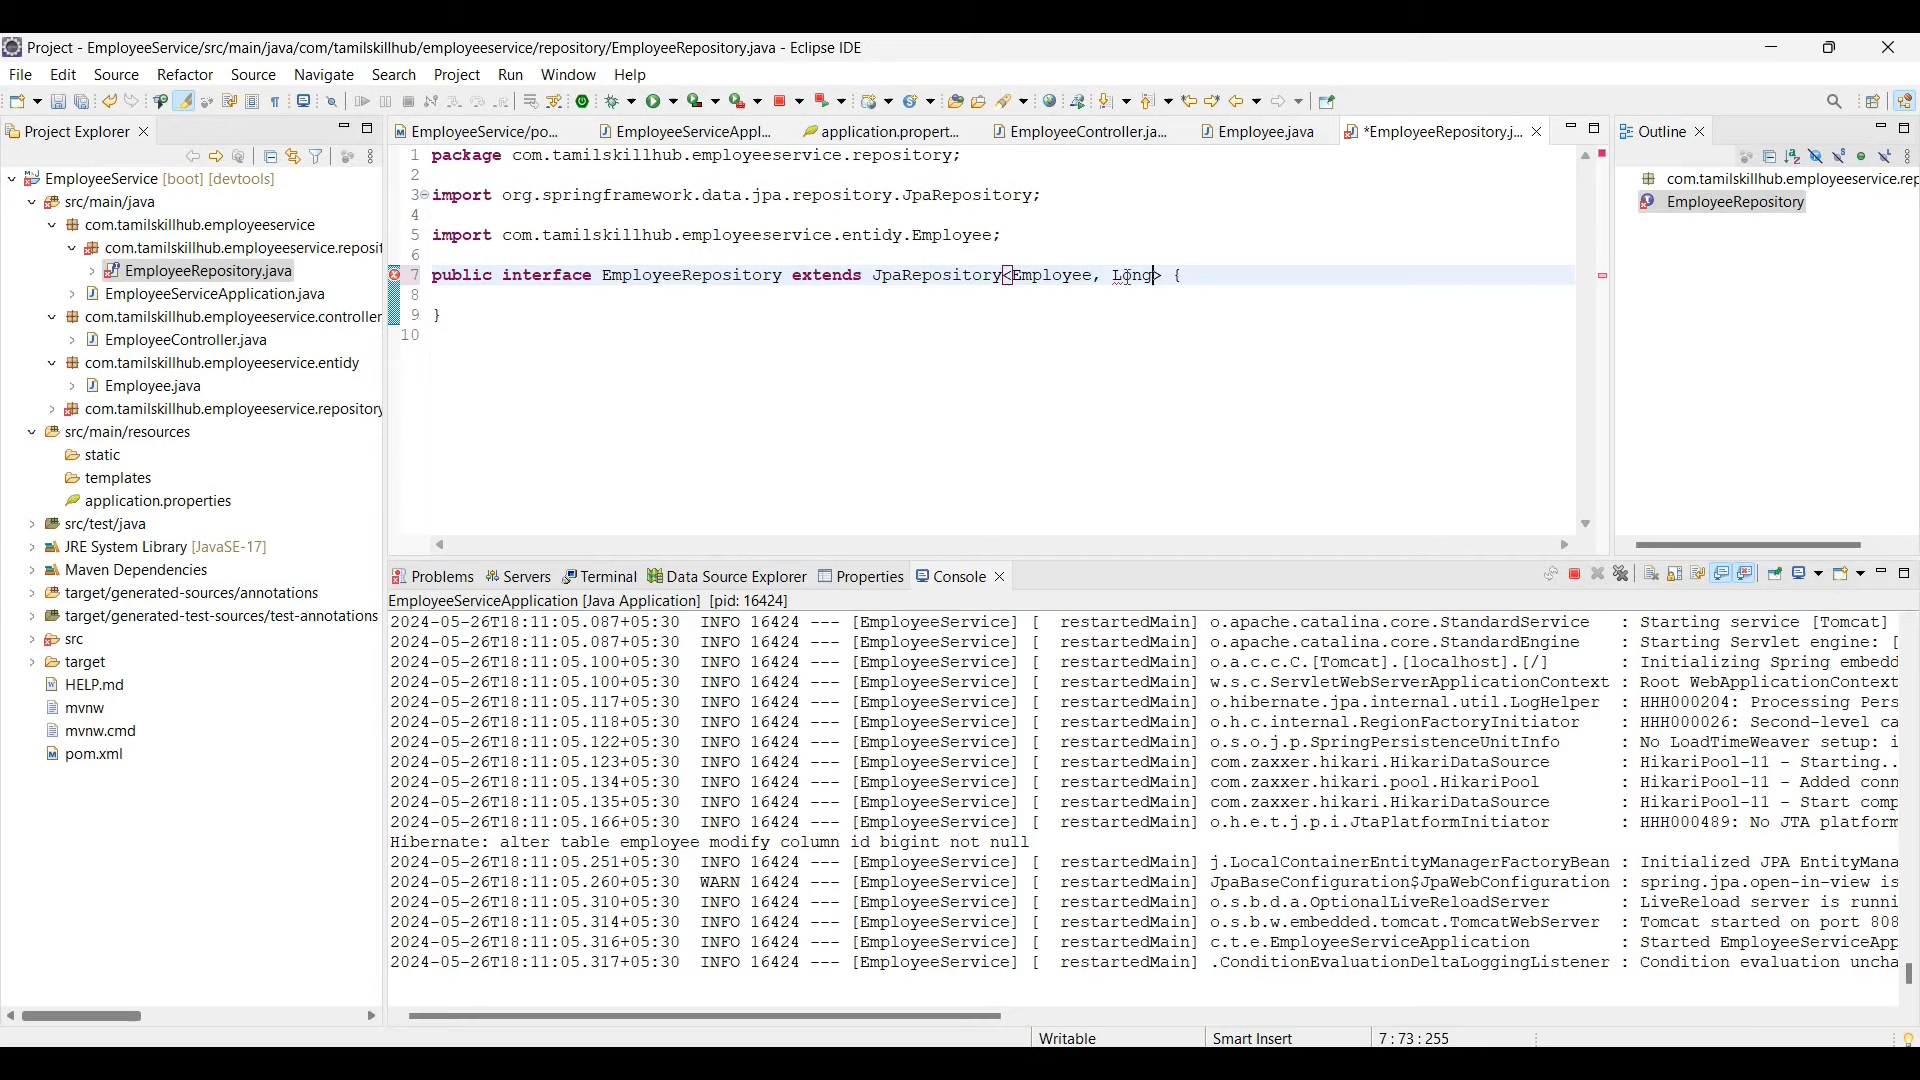 Project - EmployeeService/src/main/java/com/tamilskillhub/employeeservice/repository/EmployeeRepository.java - Eclipse IDE
File Edit Source Refactor Source Navigate Search Project Run Window Help
Project Explorer
EmployeeService [boot] [devtools]
src/main/java
com.tamilskillhub.employeeservice
com.tamilskillhub.employeeservice.reposit
EmployeeRepository.java
EmployeeServiceApplication.java
com.tamilskillhub.employeeservice.controller
EmployeeController.java
com.tamilskillhub.employeeservice.entidy
Employee.java
com.tamilskillhub.employeeservice.repository
src/main/resources
static
templates
application.properties
src/test/java
JRE System Library [JavaSE-17]
Maven Dependencies
target/generated-sources/annotations
target/generated-test-sources/test-annotations
src
target
HELP.md
mvnw
mvnw.cmd
pom.xml
EmployeeService/po... EmployeeServiceAppl... application.propert... EmployeeController.ja... Employee.java *EmployeeRepository.j...
1 package com.tamilskillhub.employeeservice.repository;
2
3 import org.springframework.data.jpa.repository.JpaRepository;
4
5 import com.tamilskillhub.employeeservice.entidy.Employee;
6
7 public interface EmployeeRepository extends JpaRepository<Employee, Long> {
8
9 }
10
Outline
com.tamilskillhub.employeeservice.rep
EmployeeRepository
Problems Servers Terminal Data Source Explorer Properties Console
EmployeeServiceApplication [Java Application] [pid: 16424]
2024-05-26T18:11:05.087+05:30 INFO 16424 --- [EmployeeService] [ restartedMain] o.apache.catalina.core.StandardService : Starting service [Tomcat]
2024-05-26T18:11:05.087+05:30 INFO 16424 --- [EmployeeService] [ restartedMain] o.apache.catalina.core.StandardEngine : Starting Servlet engine: [
2024-05-26T18:11:05.100+05:30 INFO 16424 --- [EmployeeService] [ restartedMain] o.a.c.c.C.[Tomcat].[localhost].[/] : Initializing Spring embedd
2024-05-26T18:11:05.100+05:30 INFO 16424 --- [EmployeeService] [ restartedMain] w.s.c.ServletWebServerApplicationContext : Root WebApplicationContext
2024-05-26T18:11:05.117+05:30 INFO 16424 --- [EmployeeService] [ restartedMain] o.hibernate.jpa.internal.util.LogHelper : HHH000204: Processing Pers
2024-05-26T18:11:05.118+05:30 INFO 16424 --- [EmployeeService] [ restartedMain] o.h.c.internal.RegionFactoryInitiator : HHH000026: Second-level ca
2024-05-26T18:11:05.122+05:30 INFO 16424 --- [EmployeeService] [ restartedMain] o.s.o.j.p.SpringPersistenceUnitInfo : No LoadTimeWeaver setup: i
2024-05-26T18:11:05.123+05:30 INFO 16424 --- [EmployeeService] [ restartedMain] com.zaxxer.hikari.HikariDataSource : HikariPool-11 - Starting..
2024-05-26T18:11:05.134+05:30 INFO 16424 --- [EmployeeService] [ restartedMain] com.zaxxer.hikari.pool.HikariPool : HikariPool-11 - Added conn
2024-05-26T18:11:05.135+05:30 INFO 16424 --- [EmployeeService] [ restartedMain] com.zaxxer.hikari.HikariDataSource : HikariPool-11 - Start comp
2024-05-26T18:11:05.166+05:30 INFO 16424 --- [EmployeeService] [ restartedMain] o.h.e.t.j.p.i.JtaPlatformInitiator : HHH000489: No JTA platform
Hibernate: alter table employee modify column id bigint not null
2024-05-26T18:11:05.251+05:30 INFO 16424 --- [EmployeeService] [ restartedMain] j.LocalContainerEntityManagerFactoryBean : Initialized JPA EntityMana
2024-05-26T18:11:05.260+05:30 WARN 16424 --- [EmployeeService] [ restartedMain] JpaBaseConfiguration$JpaWebConfiguration : spring.jpa.open-in-view is
2024-05-26T18:11:05.310+05:30 INFO 16424 --- [EmployeeService] [ restartedMain] o.s.b.d.a.OptionalLiveReloadServer : LiveReload server is runni
2024-05-26T18:11:05.314+05:30 INFO 16424 --- [EmployeeService] [ restartedMain] o.s.b.w.embedded.tomcat.TomcatWebServer : Tomcat started on port 808
2024-05-26T18:11:05.316+05:30 INFO 16424 --- [EmployeeService] [ restartedMain] c.t.e.EmployeeServiceApplication : Started EmployeeServiceApp
2024-05-26T18:11:05.317+05:30 INFO 16424 --- [EmployeeService] [ restartedMain] .ConditionEvaluationDeltaLoggingListener : Condition evaluation uncha
Writable Smart Insert 7 : 73 : 255